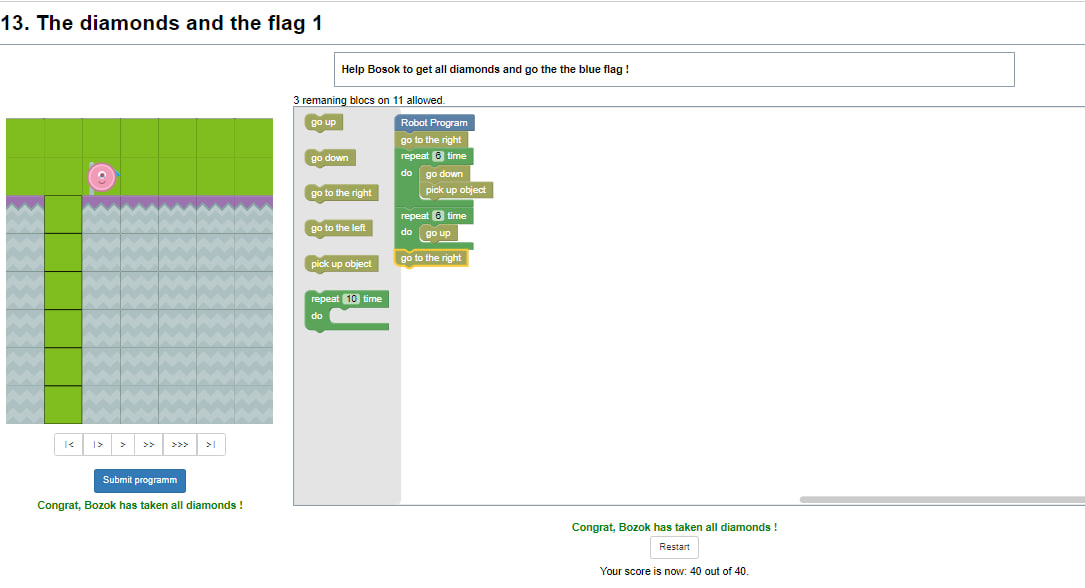 13. The diamonds and the flag 1
Help Bosok to get all diamonds and go the the blue flag !
3 remaning blocs on 11 allowed.
go up
go down
go to the right
go to the left
pick up object
repeat 10 time
do
Robot Program
go to the right
repeat 6 time
do go down
pick up object
repeat 6 time
do go up
go to the right
|< |> > >> >>> >|
Submit programm
Congrat, Bozok has taken all diamonds !
Congrat, Bozok has taken all diamonds !
Restart
Your score is now: 40 out of 40.